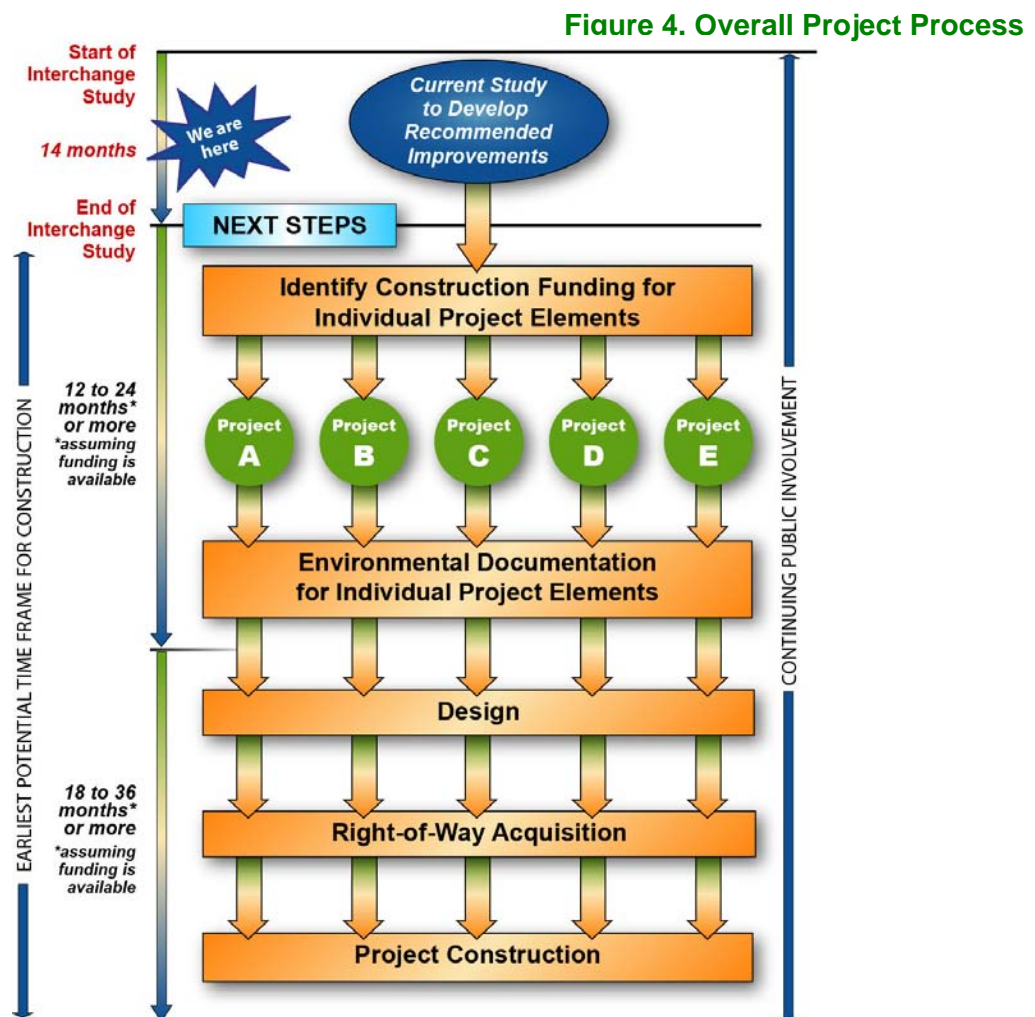 Figure 4. Overall Project Process
Start of
Interchange
Study
14 months
We are
here
Current Study
to Develop
Recommended
Improvements
End of
Interchange
Study
NEXT STEPS
Identify Construction Funding for
Individual Project Elements
12 to 24
months*
or more
*assuming
funding is
available
Project
A
Project
B
Project
C
Project
D
Project
E
Environmental Documentation
for Individual Project Elements
Design
18 to 36
months*
or more
*assuming
funding is
available
Right-of-Way Acquisition
Project Construction
EARLIEST POTENTIAL TIME FRAME FOR CONSTRUCTION
CONTINUING PUBLIC INVOLVEMENT